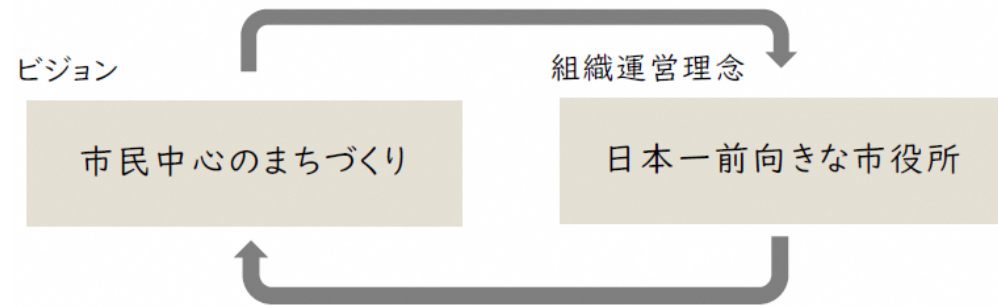 ビジョン
市民中心のまちづくり
組織運営理念
日本一前向きな市役所